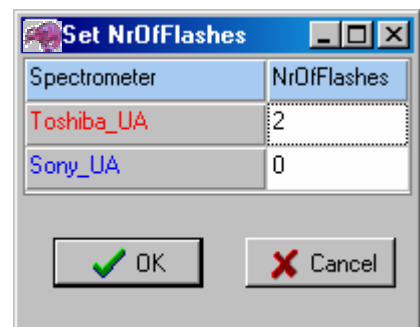 Set NrOfFlashes
Spectrometer NrOfFlashes
Toshiba_UA 2
Sony_UA 0
OK Cancel